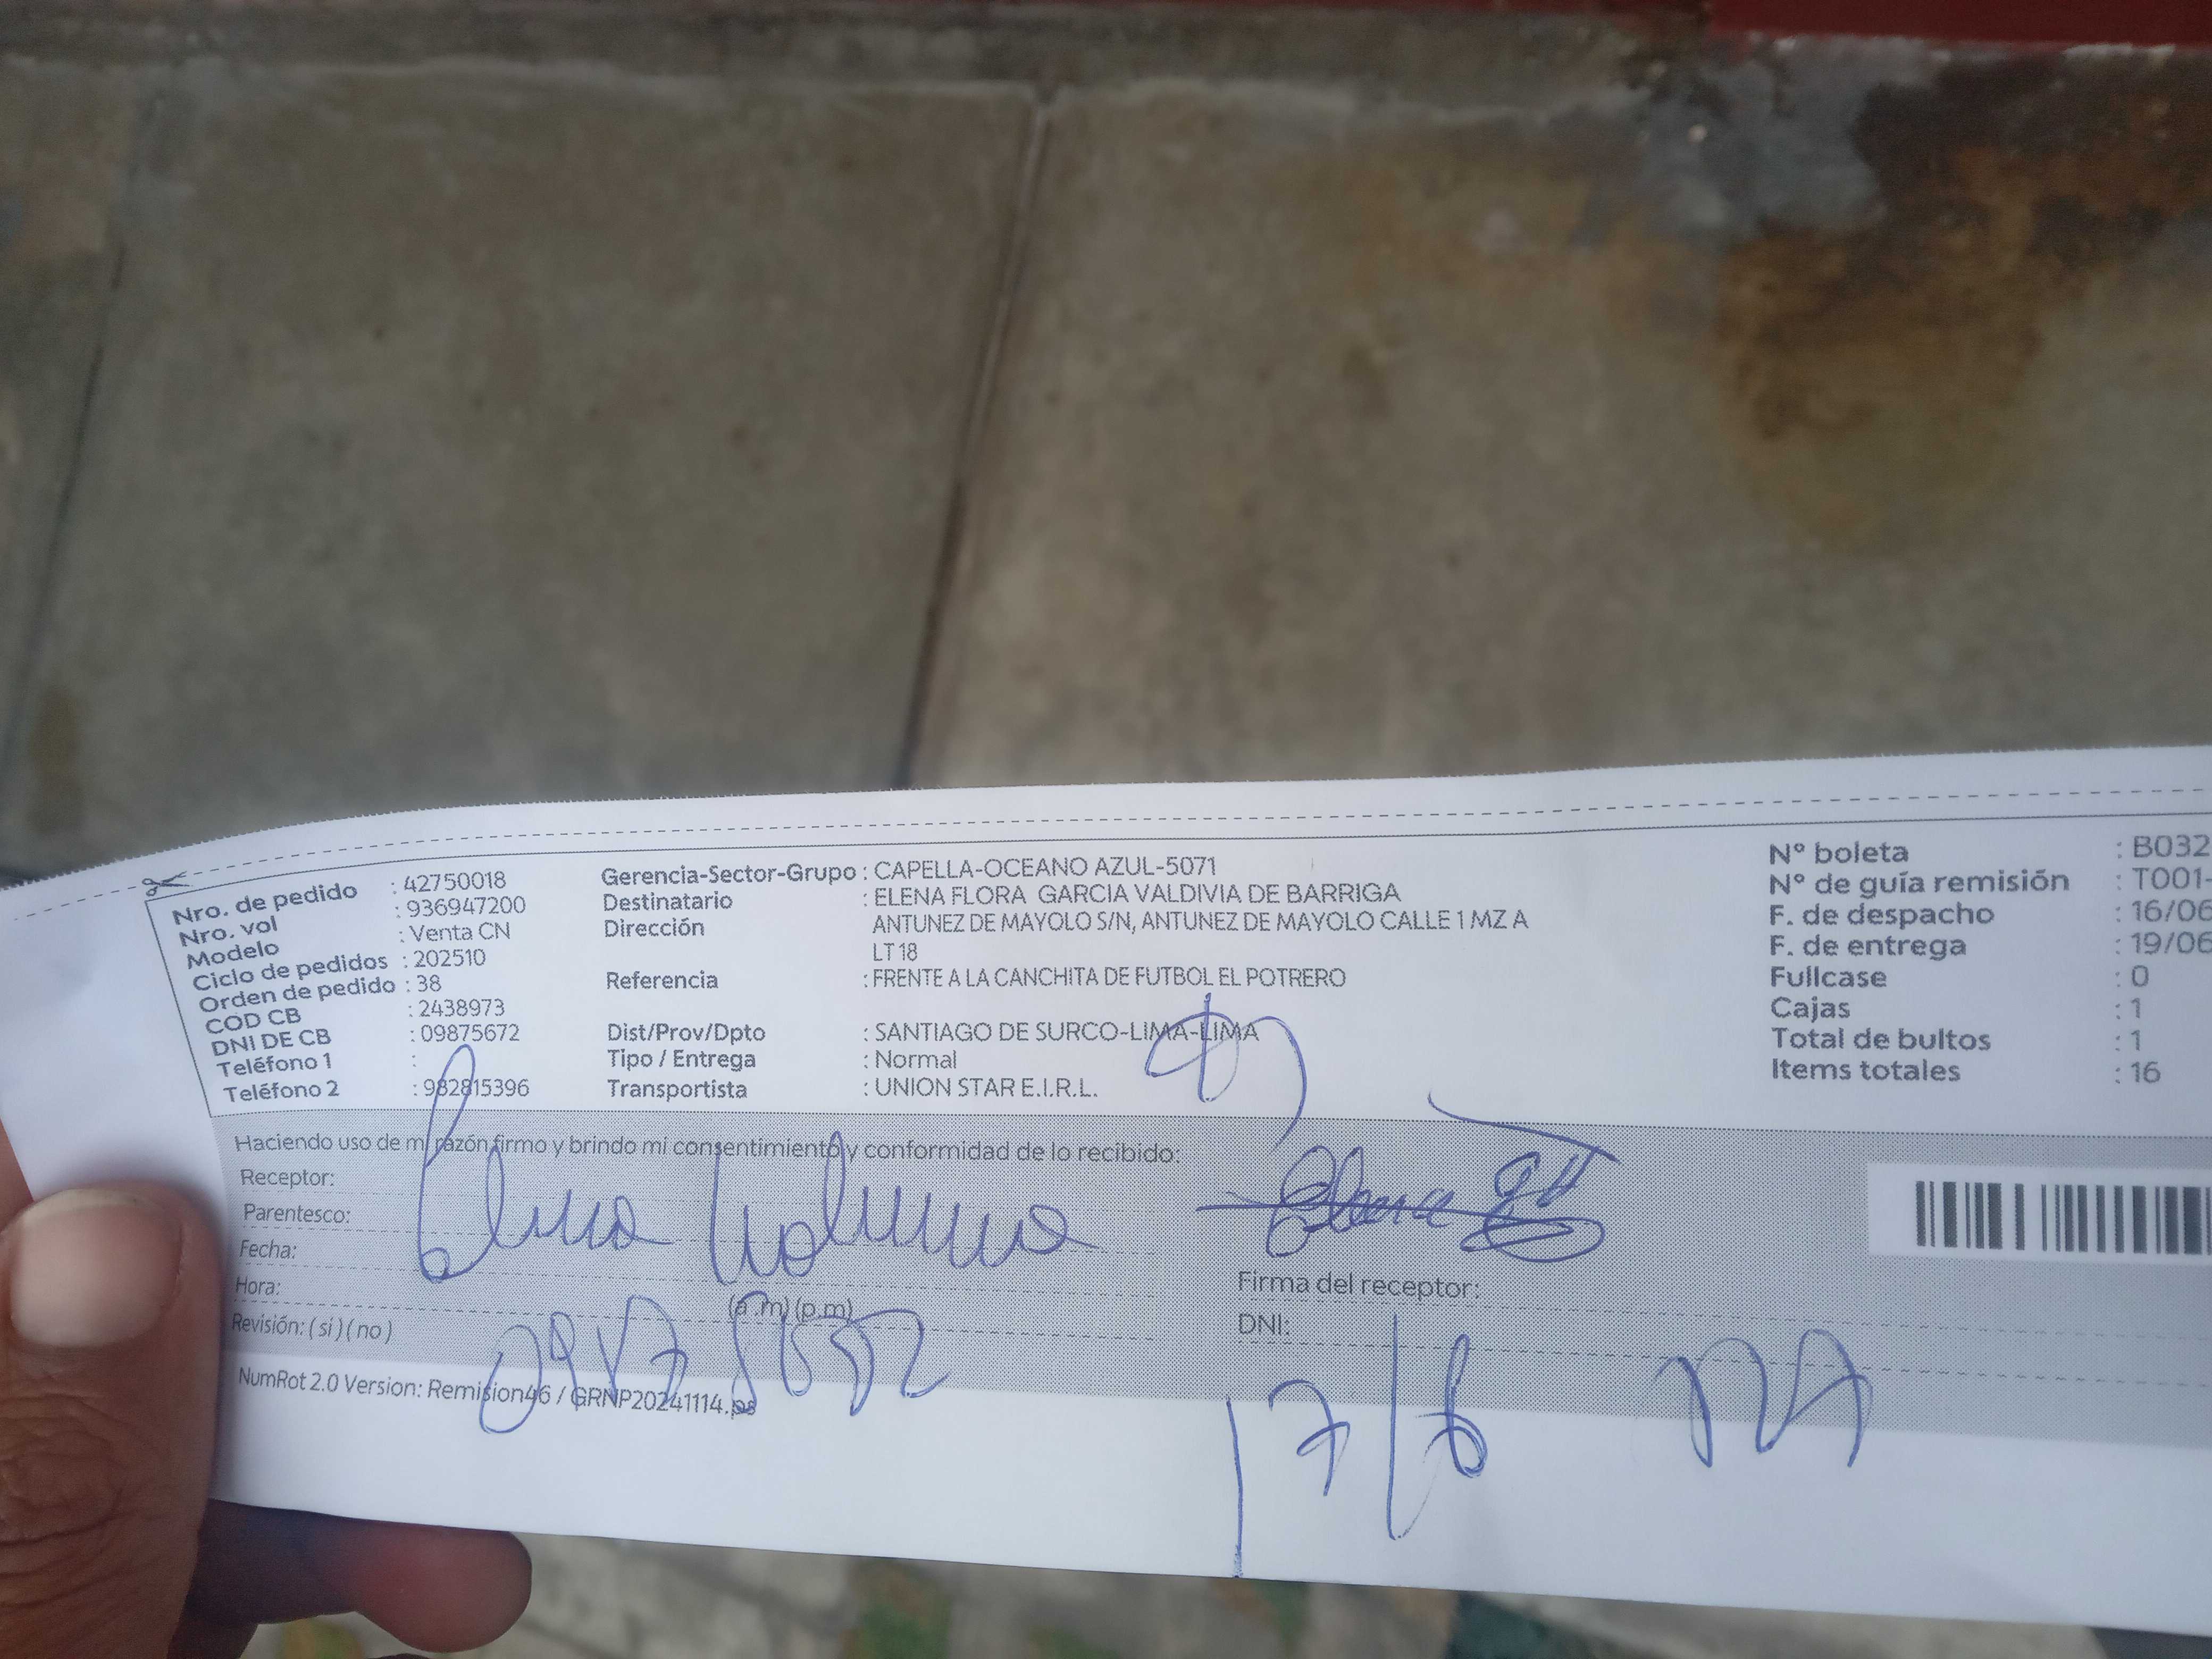 Nro. de pedido : 42750018
Nro. vol : 936947200
Modelo : Venta CN
Ciclo de pedidos : 202510
Orden de pedido : 38
COD CB : 2438973
DNI DE CB : 09875672
Teléfono 1 :
Teléfono 2 : 982815396
Gerencia-Sector-Grupo : CAPELLA-OCEANO AZUL-5071
Destinatario : ELENA FLORA GARCIA VALDIVIA DE BARRIGA
Dirección ANTUNEZ DE MAYOLO S/N, ANTUNEZ DE MAYOLO CALLE 1 MZ A
LT 18
Referencia : FRENTE A LA CANCHITA DE FUTBOL EL POTRERO
Dist/Prov/Dpto : SANTIAGO DE SURCO-LIMA-LIMA
Tipo / Entrega : Normal
Transportista : UNION STAR E.I.R.L.
Nº boleta : B032
Nº de guía remisión : T001-
F. de despacho : 16/06
F. de entrega : 19/06
Fullcase : 0
Cajas : 1
Total de bultos : 1
Items totales : 16
Haciendo uso de mi razón firmo y brindo mi consentimiento y conformidad de lo recibido:
Receptor:
Parentesco:
Fecha:
Hora: (a .m) (p.m)
Revisión: ( si ) ( no )
Firma del receptor:
DNI:
17/6
NumRot 2.0 Version: Remision46 / GRNP20241114.ps